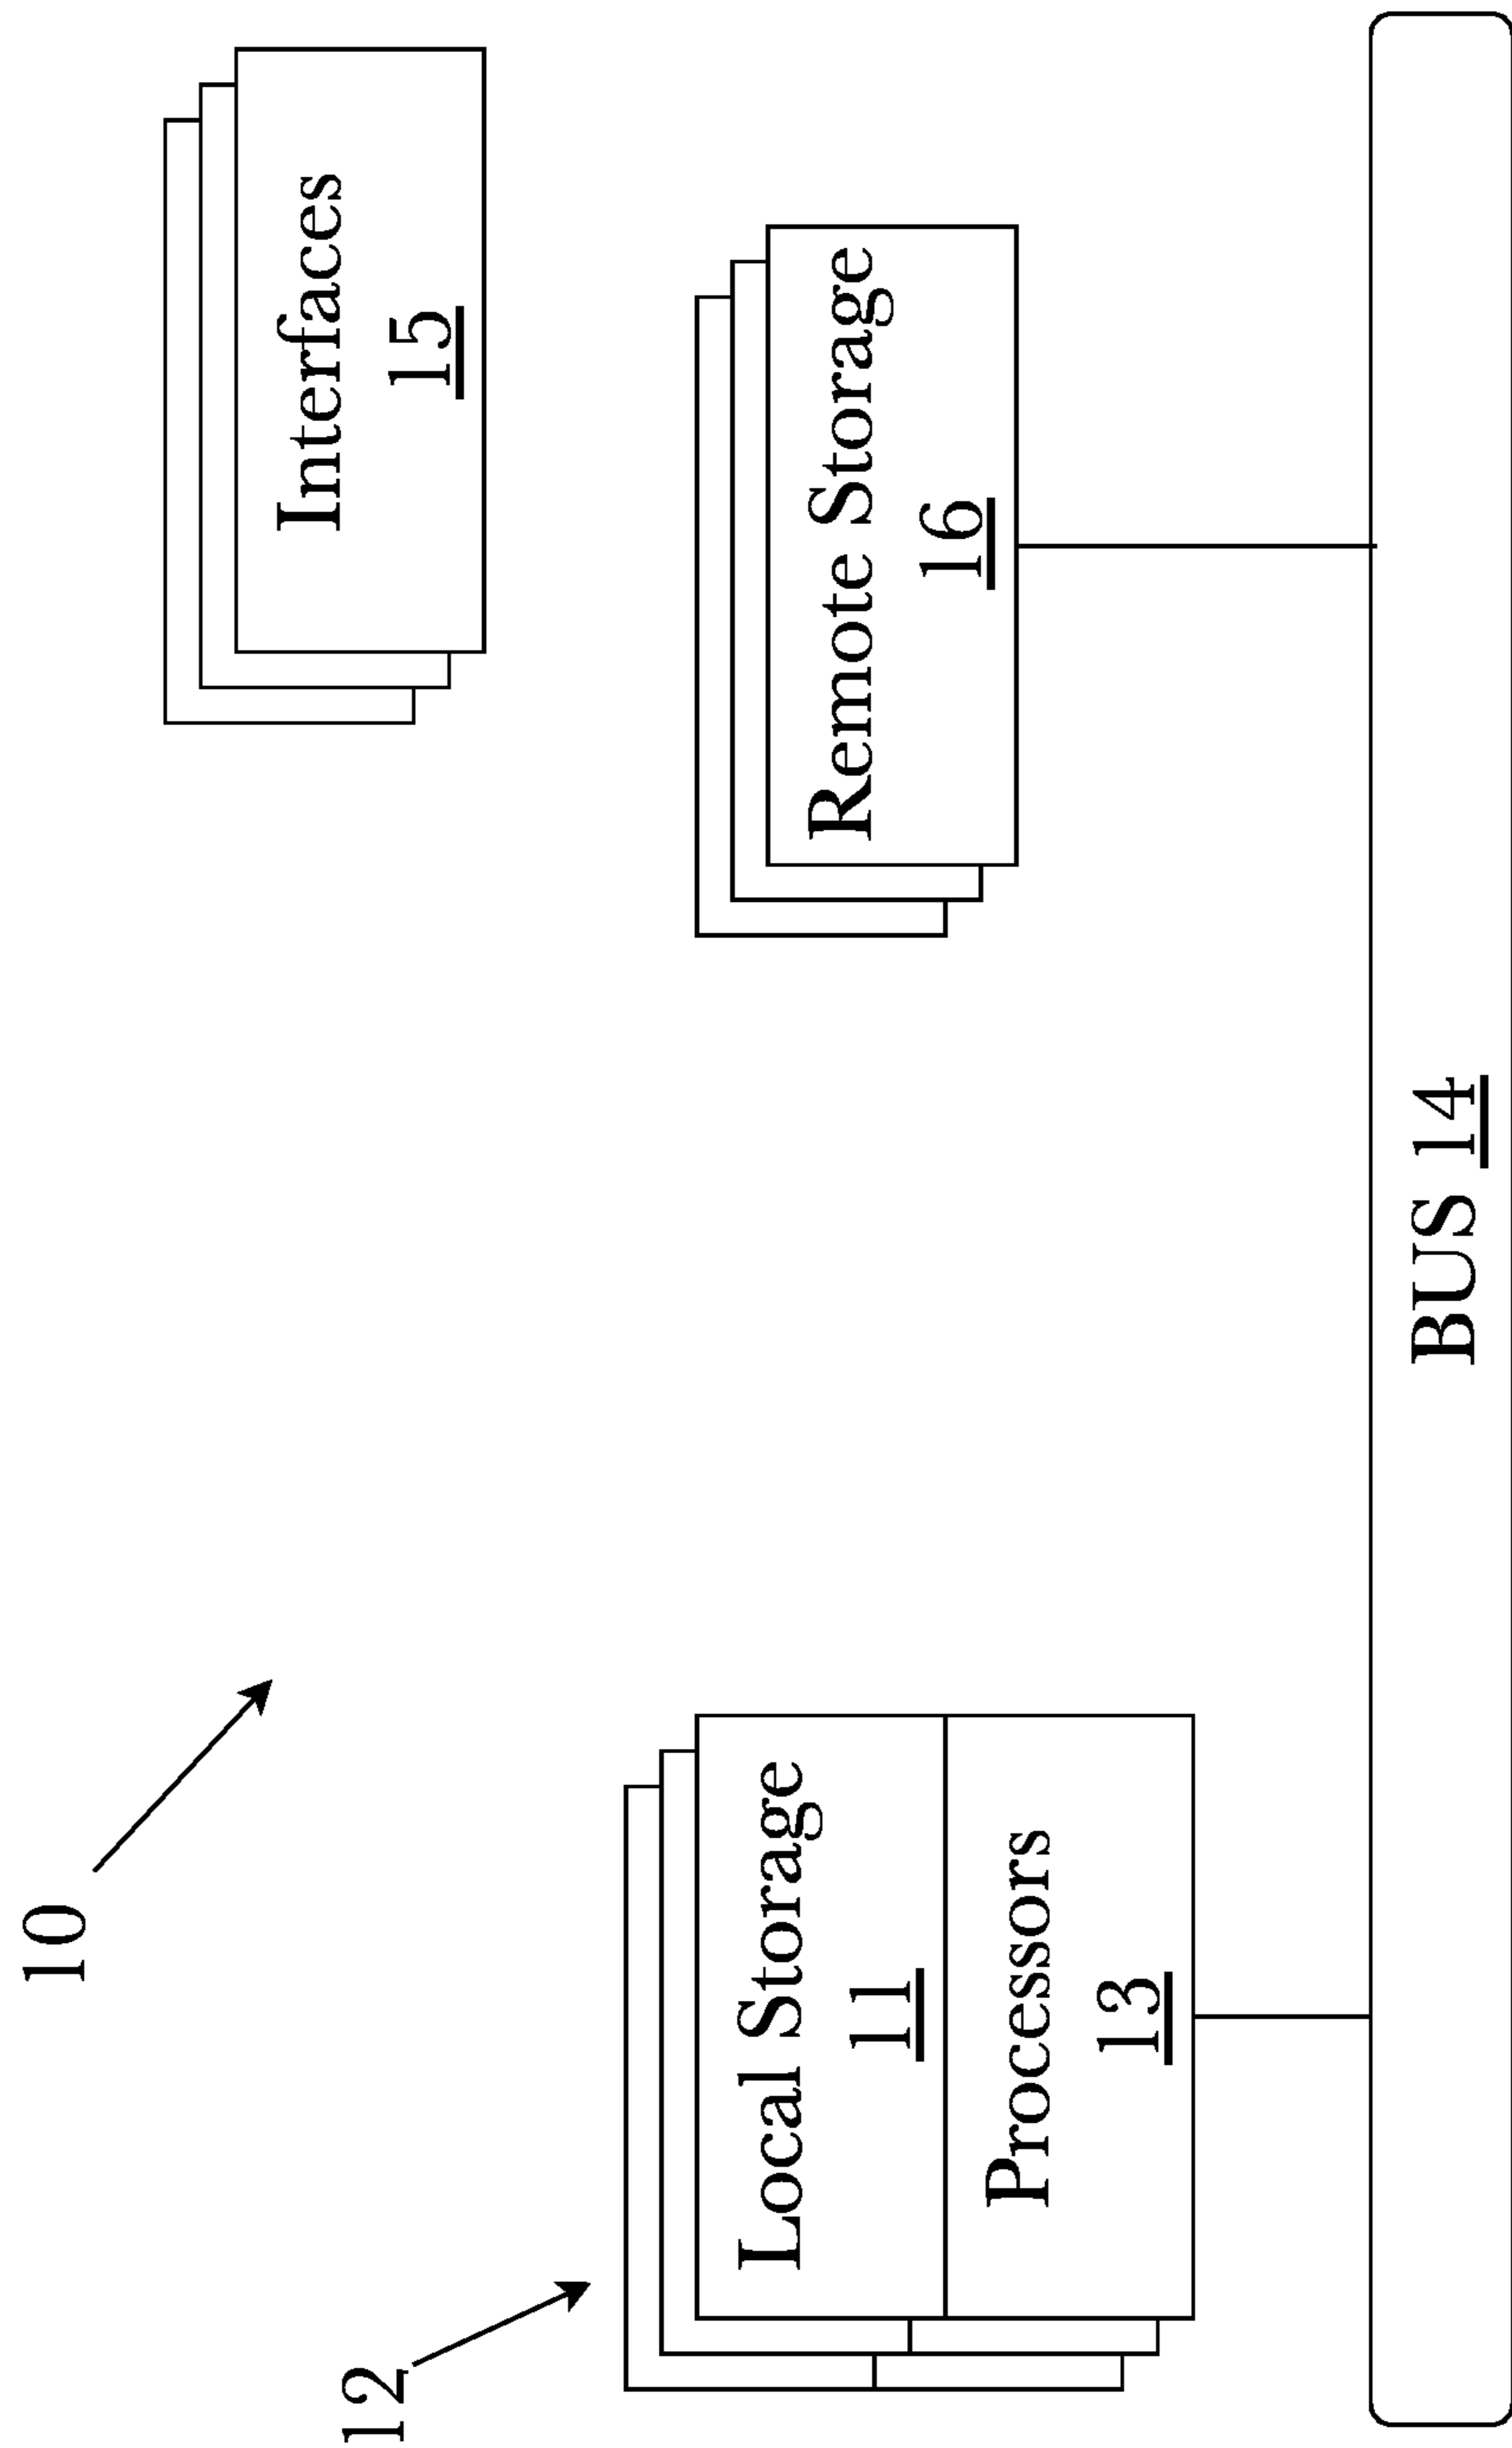 10
12
Local Storage
11
Processors
13
Interfaces
15
Remote Storage
16
BUS 14